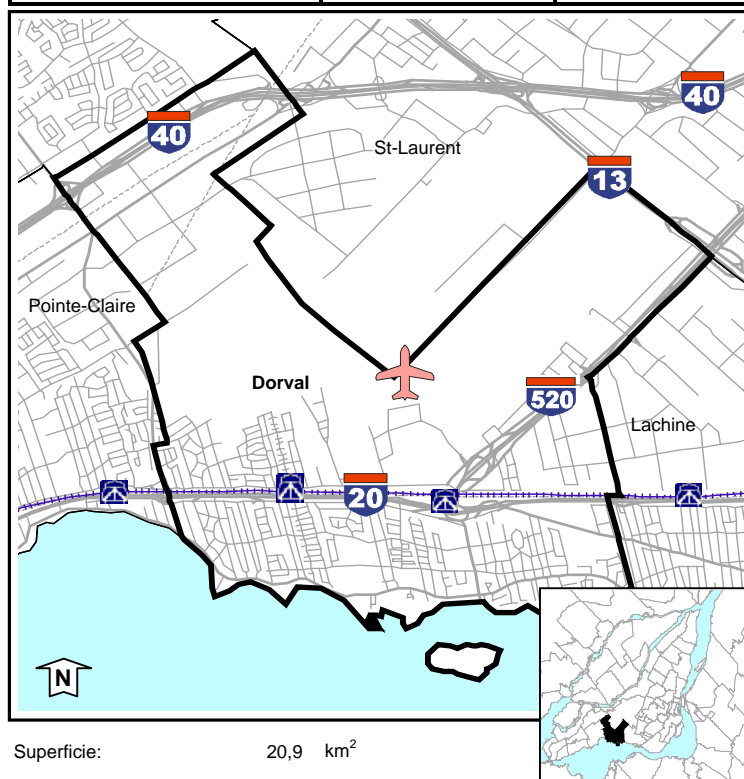 40
40
St-Laurent
13
Pointe-Claire
Dorval
520
Lachine
20
N
Superficie: 20,9 km²